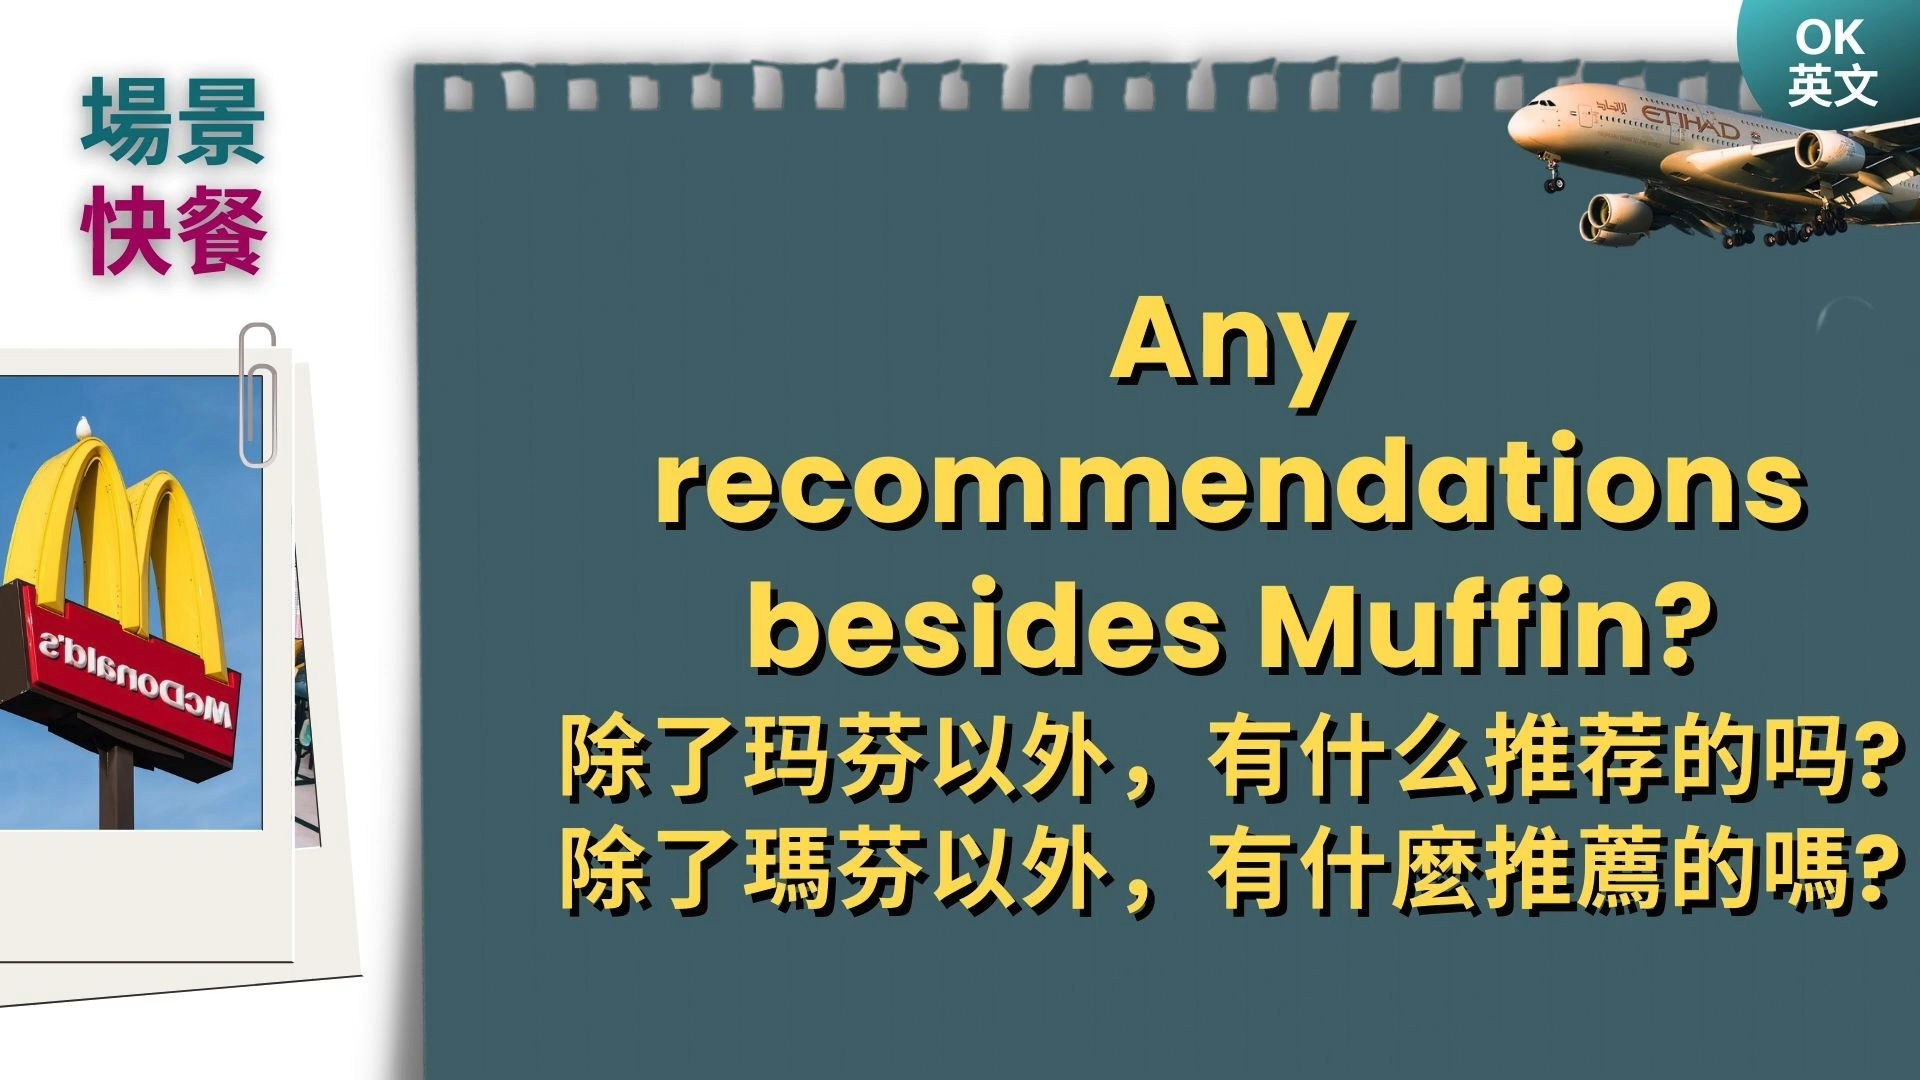 場景
快餐
OK
英文
ETIHAD
McDonald's
Any
recommendations
besides Muffin?
除了玛芬以外，有什么推荐的吗?
除了瑪芬以外，有什麼推薦的嗎?